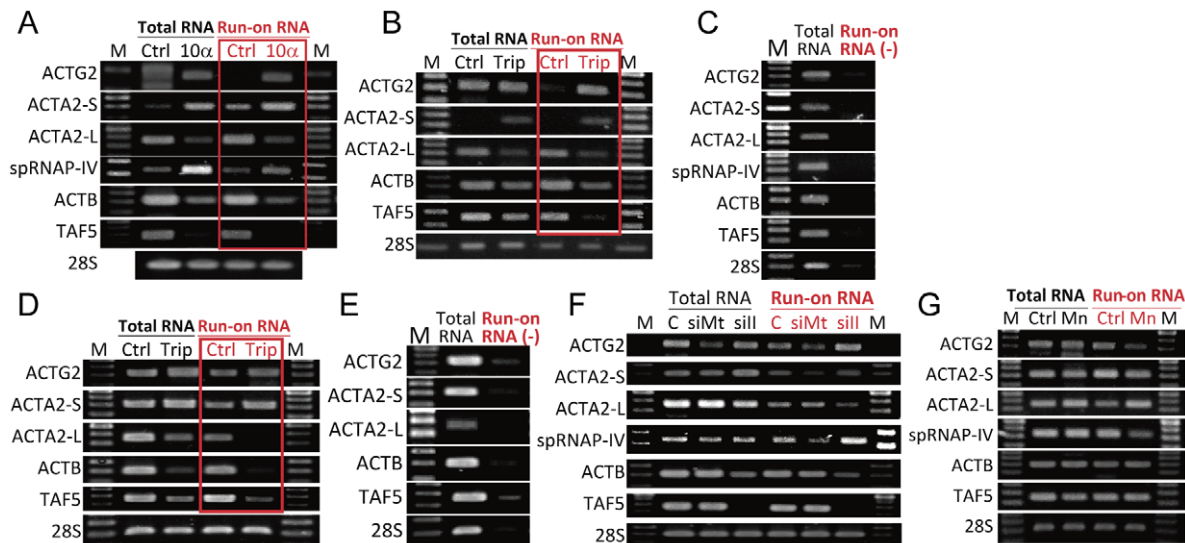 A
Total RNA Run-on RNA
M Ctrl 10α Ctrl 10α M
ACTG2
ACTA2-S
ACTA2-L
spRNAP-IV
ACTB
TAF5
28S
B
Total RNA Run-on RNA
M Ctrl Trip Ctrl Trip M
ACTG2
ACTA2-S
ACTA2-L
ACTB
TAF5
28S
C
Total Run-on
M RNA RNA (-)
ACTG2
ACTA2-S
ACTA2-L
spRNAP-IV
ACTB
TAF5
28S
D
Total RNA Run-on RNA
M Ctrl Trip Ctrl Trip M
ACTG2
ACTA2-S
ACTA2-L
ACTB
TAF5
28S
E
Total Run-on
M RNA RNA (-)
ACTG2
ACTA2-S
ACTA2-L
ACTB
TAF5
28S
F
Total RNA Run-on RNA
M C siMt siII C siMt siII M
ACTG2
ACTA2-S
ACTA2-L
spRNAP-IV
ACTB
TAF5
28S
G
Total RNA Run-on RNA
M Ctrl Mn Ctrl Mn M
ACTG2
ACTA2-S
ACTA2-L
spRNAP-IV
ACTB
TAF5
28S